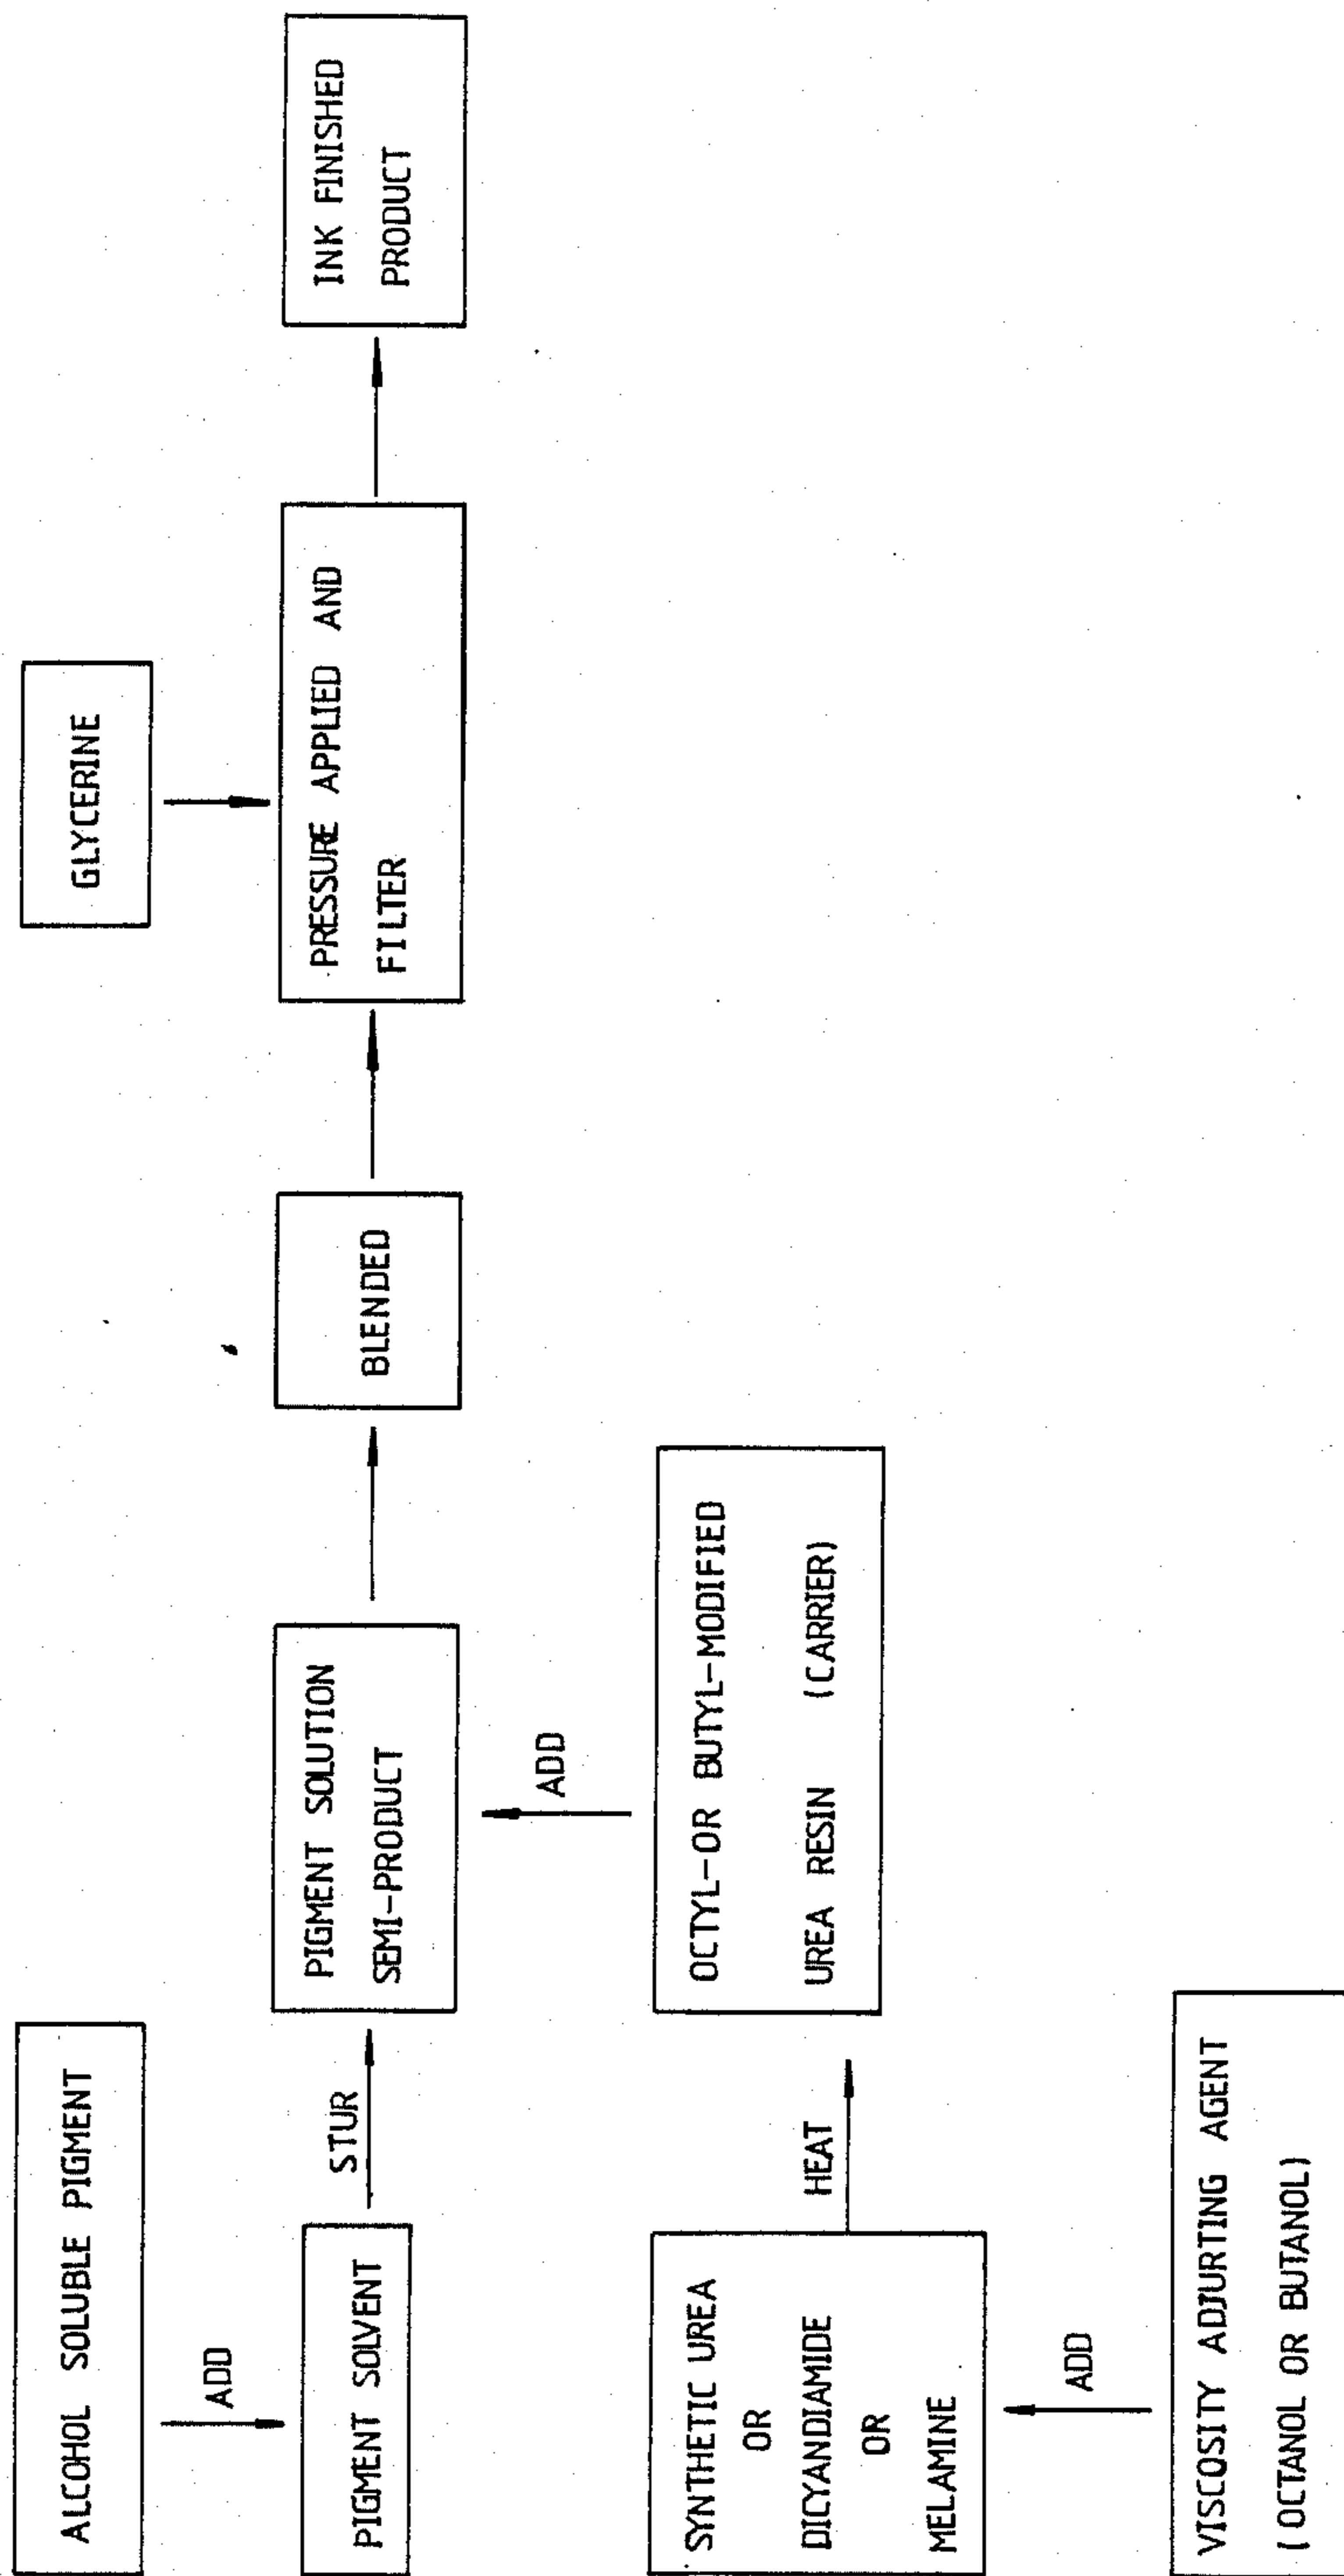 ALCOHOL SOLUBLE PIGMENT
ADD
PIGMENT SOLVENT
STUR
PIGMENT SOLUTION
SEMI-PRODUCT
BLENDED
GLYCERINE
PRESSURE APPLIED AND
FILTER
INK FINISHED
PRODUCT
ADD
OCTYL-OR BUTYL-MODIFIED
UREA RESIN (CARRIER)
HEAT
SYNTHETIC UREA
OR
DICYANDIAMIDE
OR
MELAMINE
ADD
VISCOSITY ADJURTING AGENT
(OCTANOL OR BUTANOL)